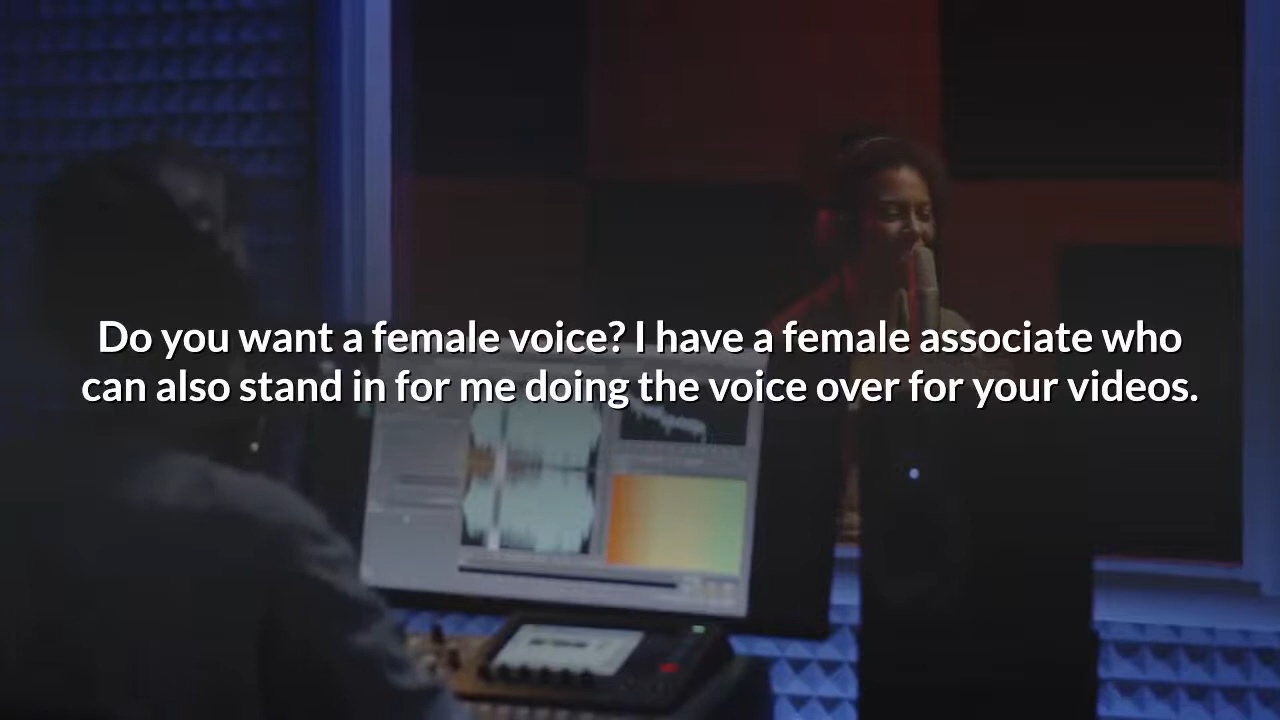 Do you want a female voice? I have a female associate who
can also stand in for me doing the voice over for your videos.